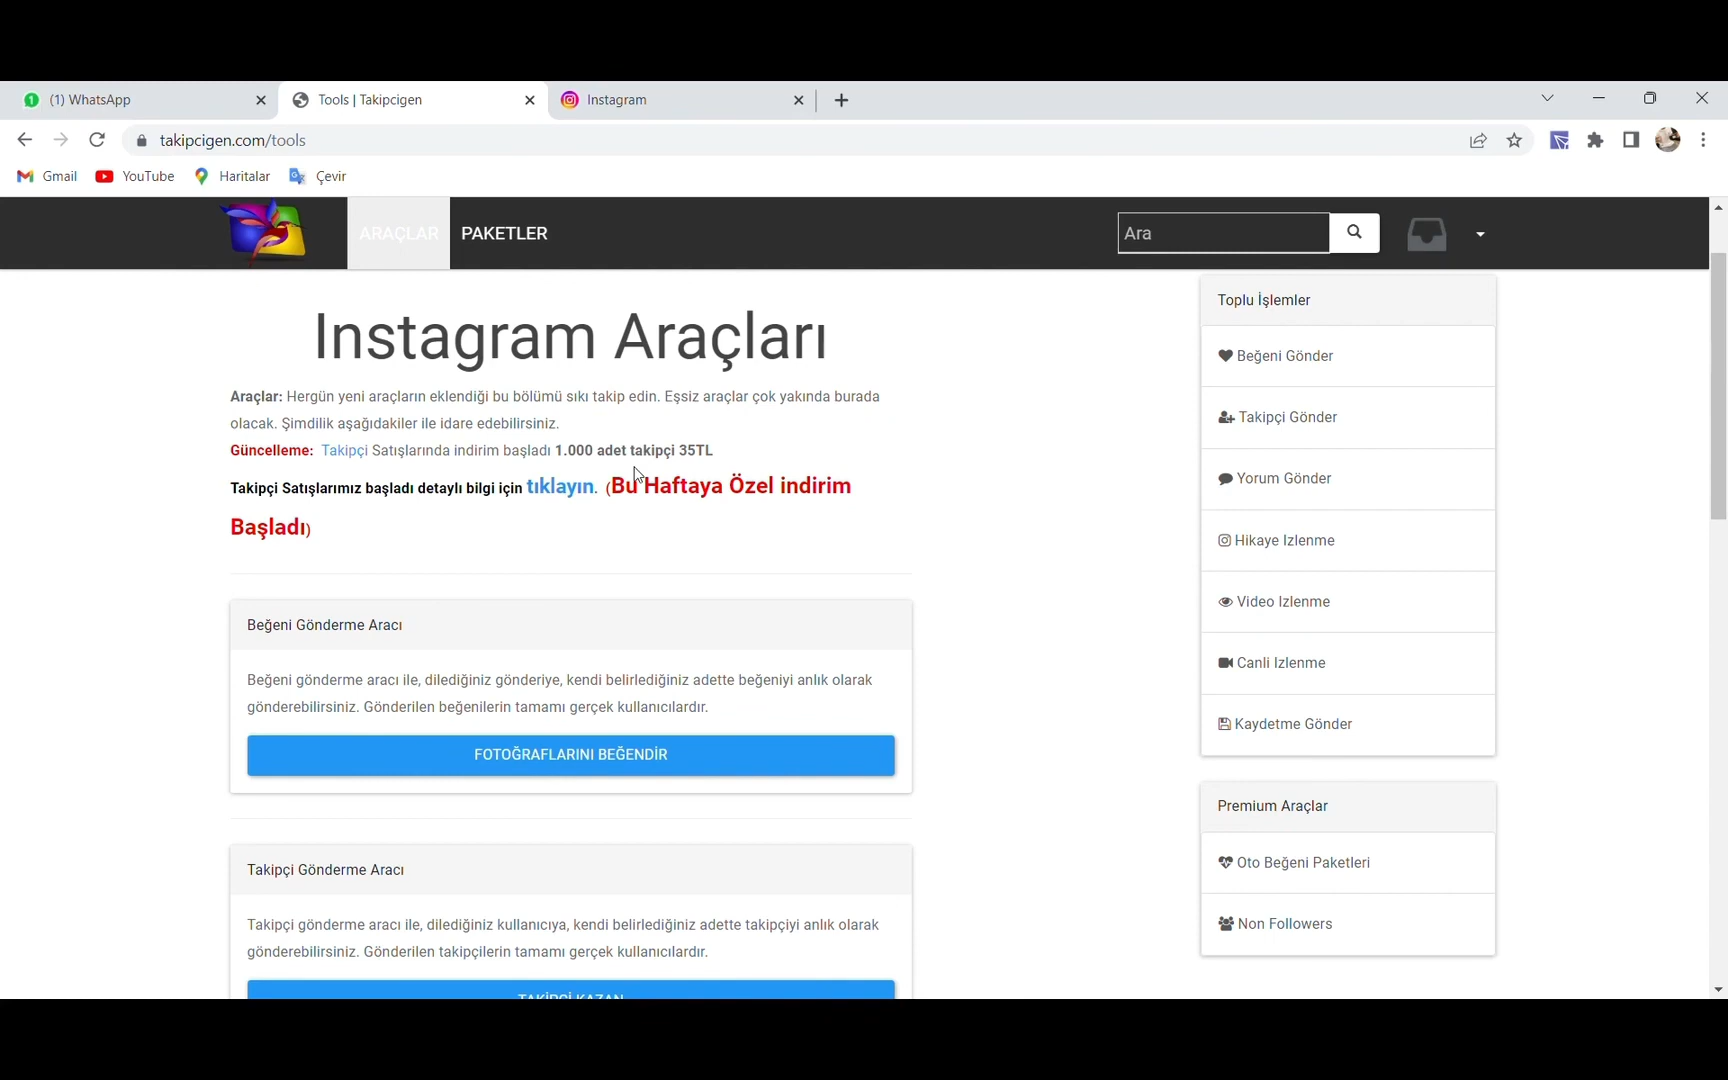 (1) WhatsApp
Tools | Takipcigen
Instagram
takipcigen.com/tools
Gmail
YouTube
Haritalar
Çevir
ARAÇLAR
PAKETLER
Ara
Instagram Araçları
Araçlar: Hergün yeni araçların eklendiği bu bölümü sıkı takip edin. Eşsiz araçlar çok yakında burada
olacak. Şimdilik aşağıdakiler ile idare edebilirsiniz.
Güncelleme: Takipçi Satışlarında indirim başladı 1.000 adet takipçi 35TL
Takipçi Satışlarımız başladı detaylı bilgi için tıklayın. (Bu Haftaya Özel indirim
Başladı)
Beğeni Gönderme Aracı
Beğeni gönderme aracı ile, dilediğiniz gönderiye, kendi belirlediğiniz adette beğeniyi anlık olarak
gönderebilirsiniz. Gönderilen beğenilerin tamamı gerçek kullanıcılardır.
FOTOĞRAFLARINI BEĞENDİR
Takipçi Gönderme Aracı
Takipçi gönderme aracı ile, dilediğiniz kullanıcıya, kendi belirlediğiniz adette takipçiyi anlık olarak
gönderebilirsiniz. Gönderilen takipçilerin tamamı gerçek kullanıcılardır.
TAKİPÇİ KAZAN
Toplu İşlemler
Beğeni Gönder
Takipçi Gönder
Yorum Gönder
Hikaye Izlenme
Video Izlenme
Canli Izlenme
Kaydetme Gönder
Premium Araçlar
Oto Beğeni Paketleri
Non Followers